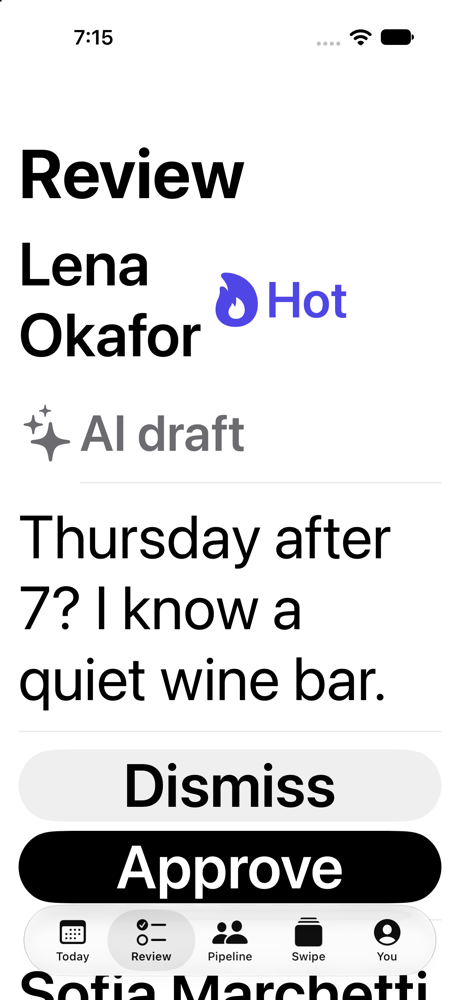 7:15
Review
Lena
Okafor
Hot
AI draft
Thursday after
7? I know a
quiet wine bar.
Dismiss
Approve
Today
Review
Pipeline
Swipe
You
Sofia Marchetti